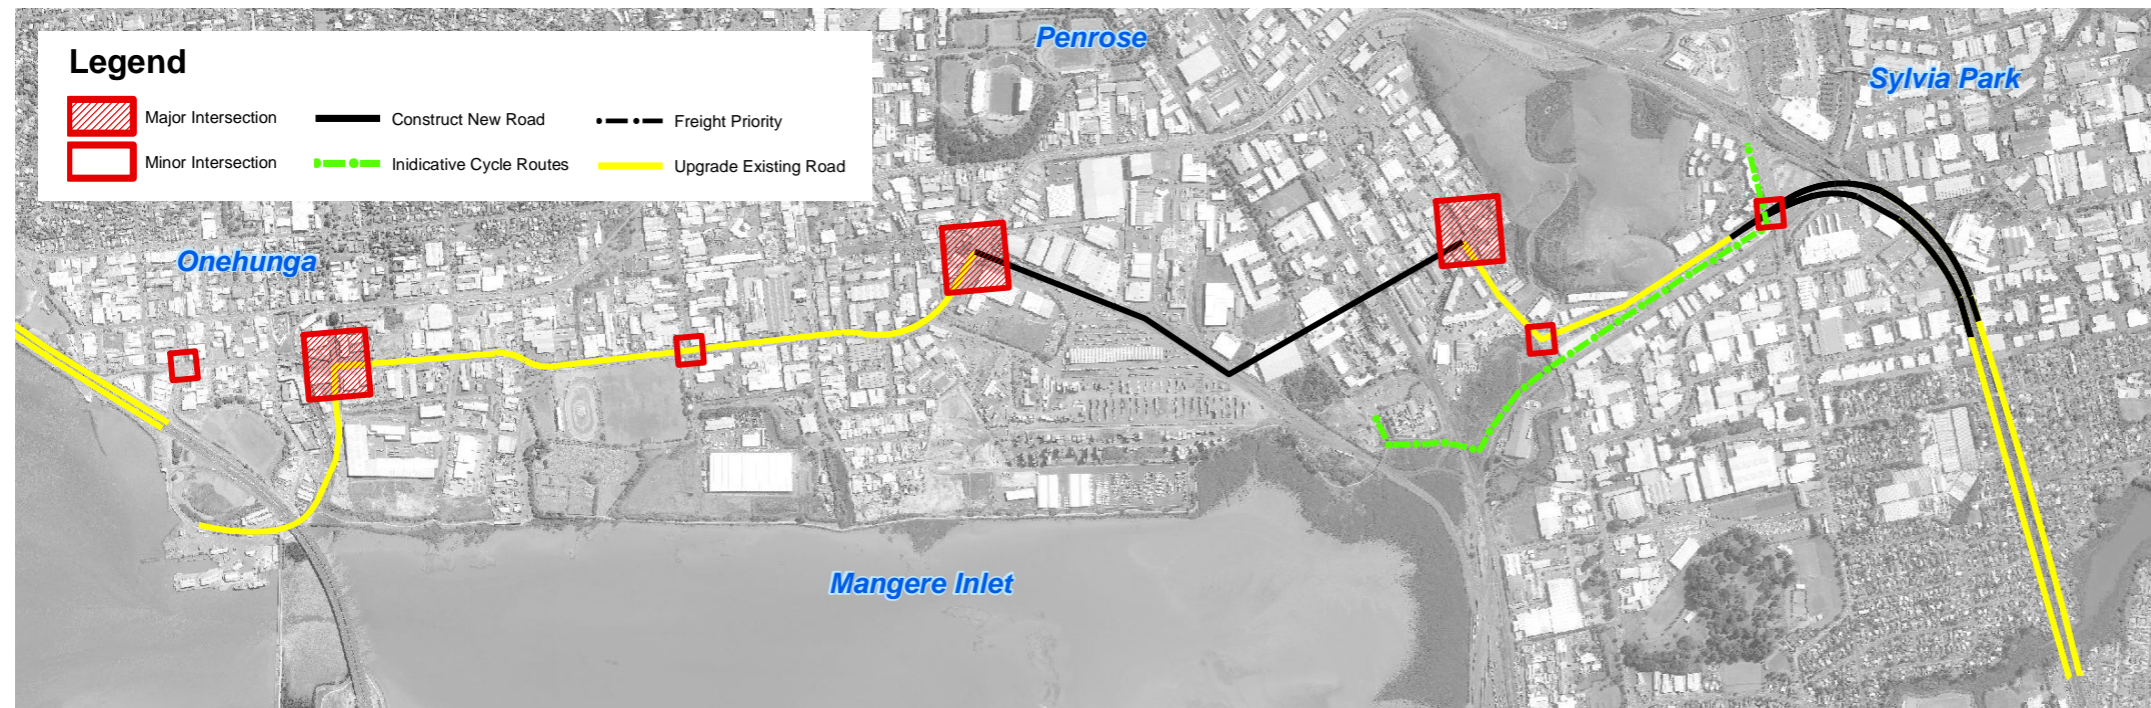 Legend
Major Intersection
Construct New Road
Freight Priority
Minor Intersection
Inidicative Cycle Routes
Upgrade Existing Road
Penrose
Sylvia Park
Onehunga
Mangere Inlet